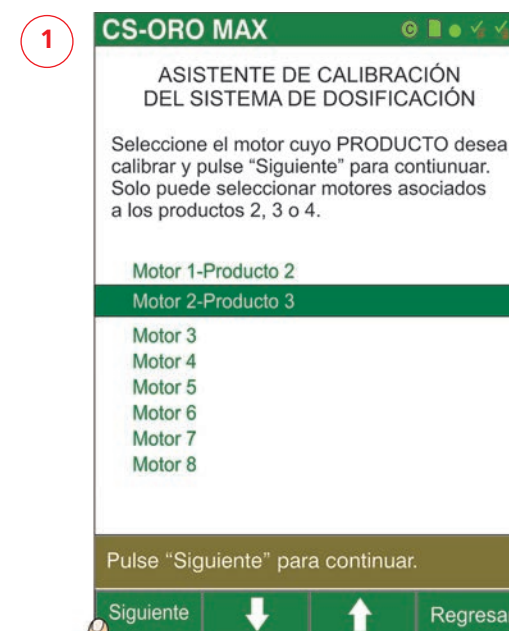 1
CS-ORO MAX
ASISTENTE DE CALIBRACIÓN
DEL SISTEMA DE DOSIFICACIÓN
Seleccione el motor cuyo PRODUCTO desea
calibrar y pulse “Siguiente” para contiunuar.
Solo puede seleccionar motores asociados
a los productos 2, 3 o 4.
Motor 1-Producto 2
Motor 2-Producto 3
Motor 3
Motor 4
Motor 5
Motor 6
Motor 7
Motor 8
Pulse “Siguiente” para continuar.
Siguiente
Regresa